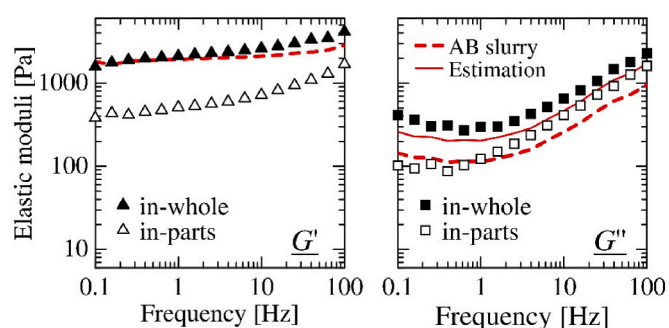 Elastic moduli [Pa]
1000
100
10
in-whole
in-parts
G'
0.1 1 10 100
Frequency [Hz]
AB slurry
Estimation
in-whole
in-parts
G"
0.1 1 10 100
Frequency [Hz]